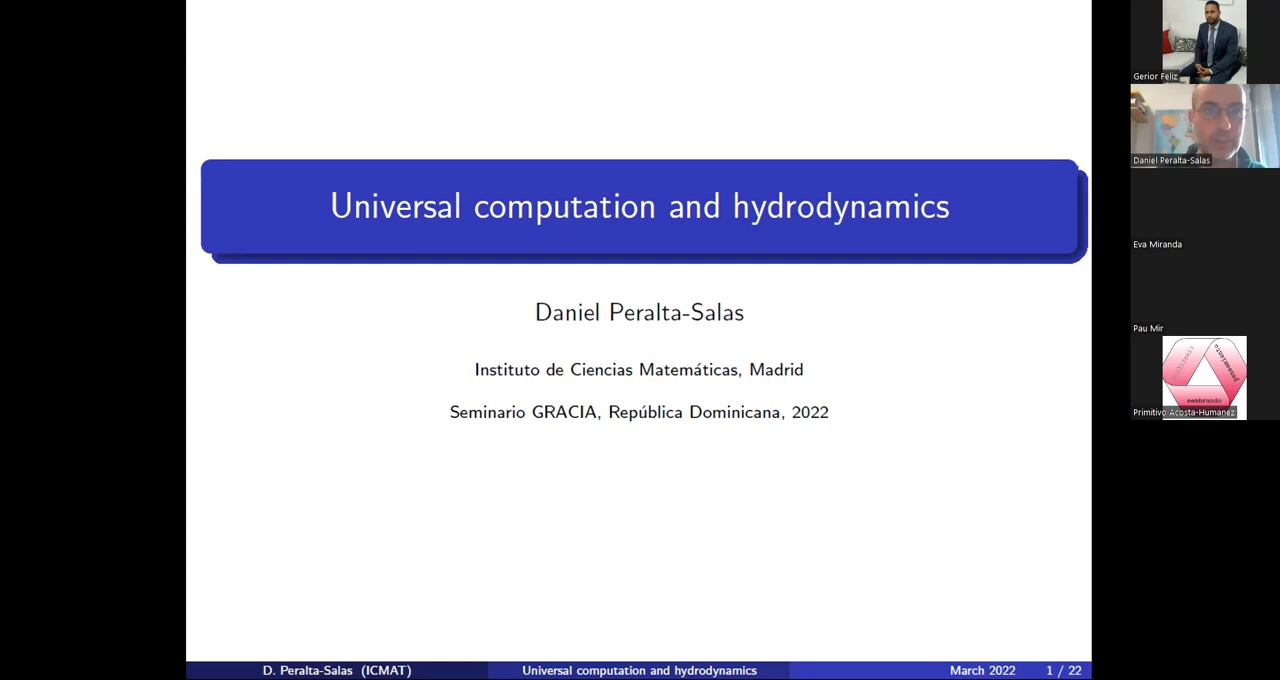 Universal computation and hydrodynamics
Daniel Peralta-Salas
Instituto de Ciencias Matemáticas, Madrid
Seminario GRACIA, República Dominicana, 2022
D. Peralta-Salas (ICMAT)
Universal computation and hydrodynamics
March 2022
1 / 22
Gerior Feliz
Daniel Peralta-Salas
Eva Miranda
Pau Mir
pensamiento
sembrando
Primitivo Acosta-Humanez